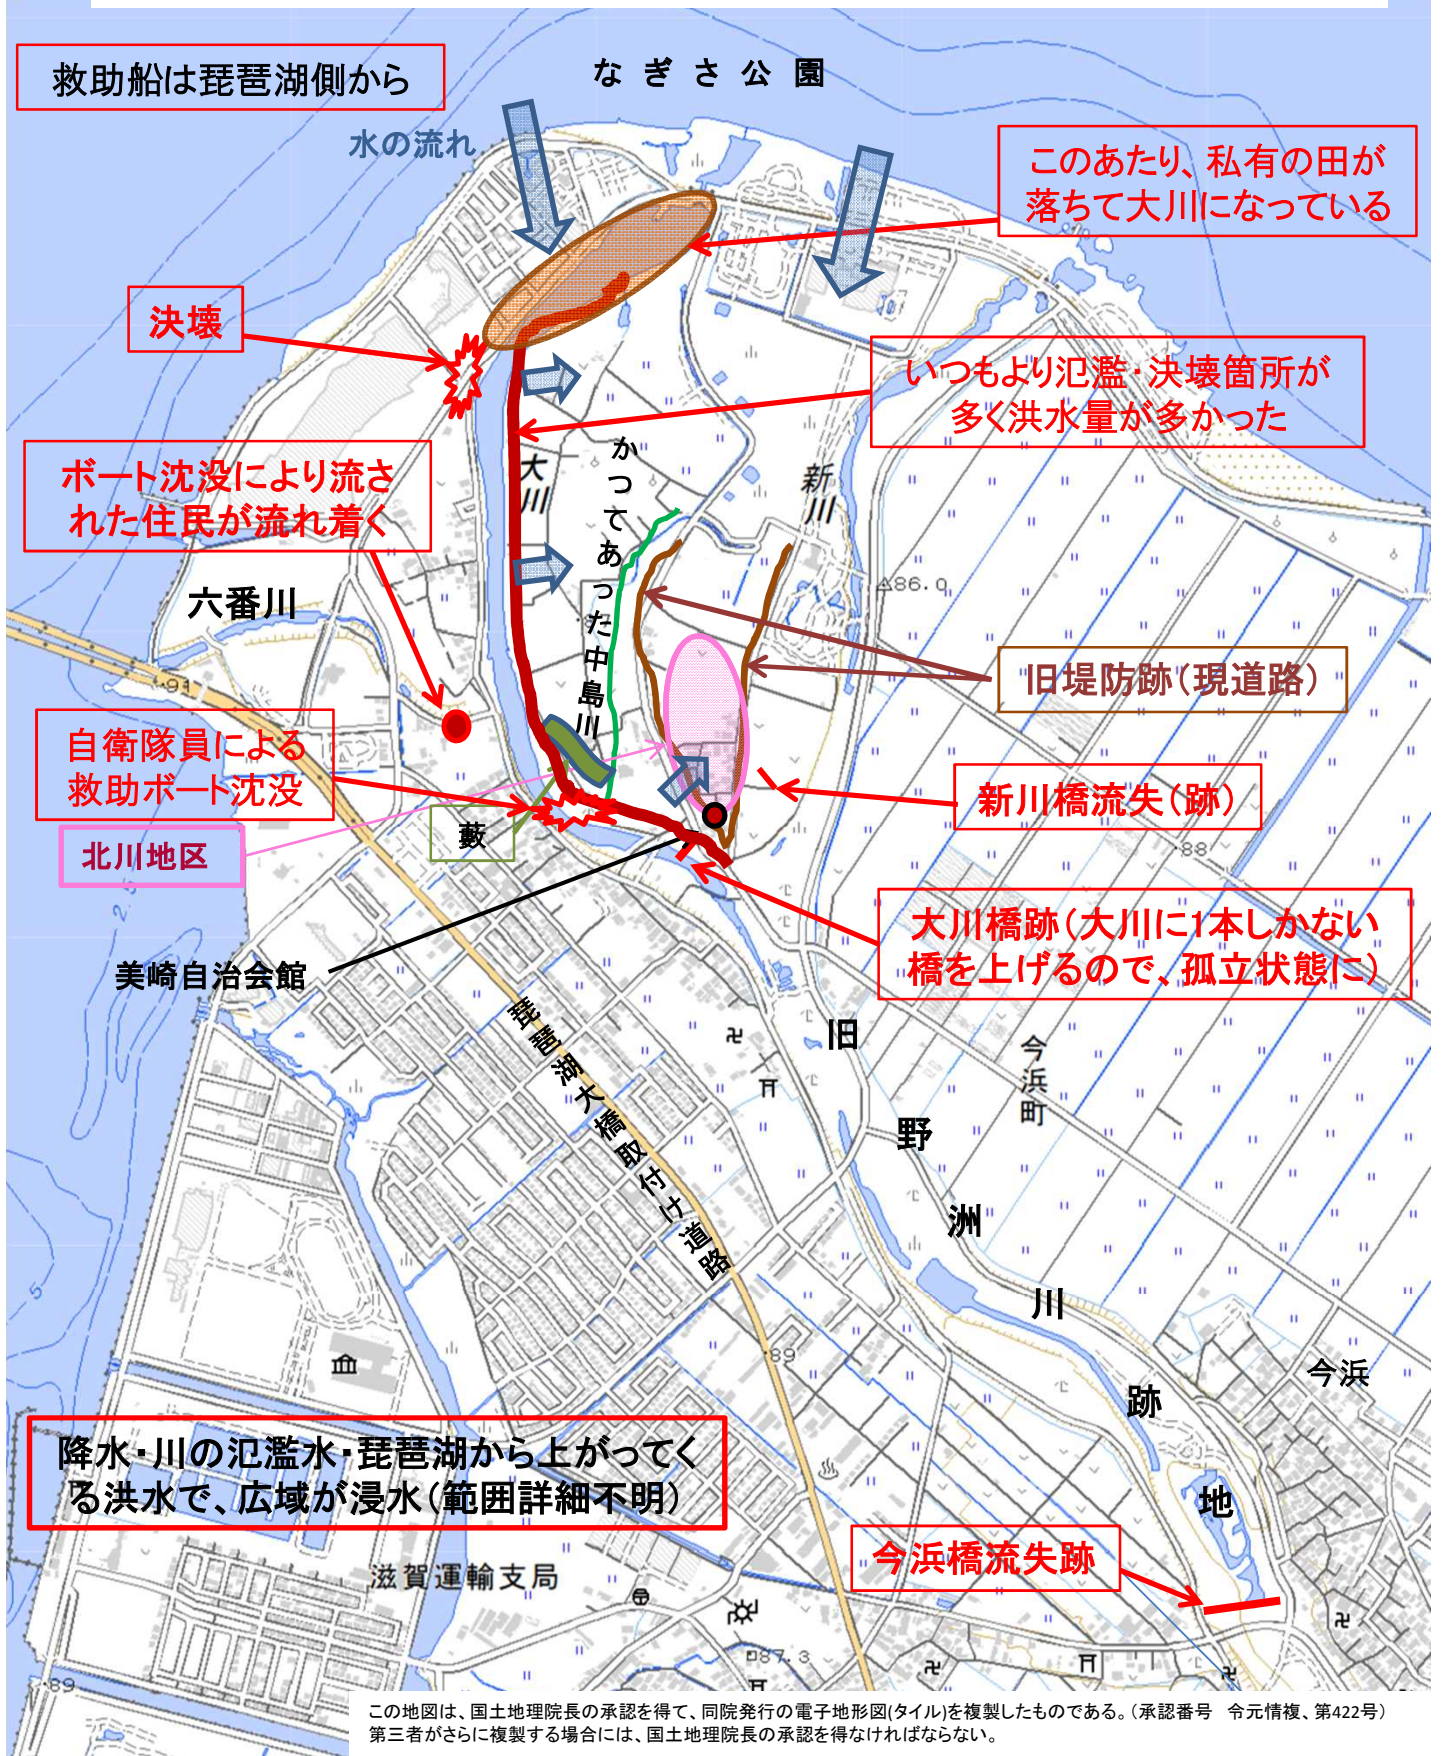 救助船は琵琶湖側から
なぎさ公園
水の流れ
このあたり、私有の田が
落ちて大川になっている
決壊
いつもより氾濫・決壊箇所が
多く洪水量が多かった
ボート沈没により流さ
れた住民が流れ着く
大川
かつてあった中島川
新川
86.0
六番川
91
旧堤防跡（現道路）
自衛隊員による
救助ボート沈没
新川橋流失（跡）
藪
北川地区
88
大川橋跡（大川に1本しかない
橋を上げるので、孤立状態に）
美崎自治会館
琵琶湖大橋取付け道路
旧野洲川跡地
今浜町
5
89
今浜
降水・川の氾濫水・琵琶湖から上がってく
る洪水で、広域が浸水（範囲詳細不明）
今浜橋流失跡
滋賀運輸支局
87.3
89
この地図は、国土地理院長の承認を得て、同院発行の電子地形図(タイル)を複製したものである。（承認番号　令元情複、第422号）
第三者がさらに複製する場合には、国土地理院長の承認を得なければならない。